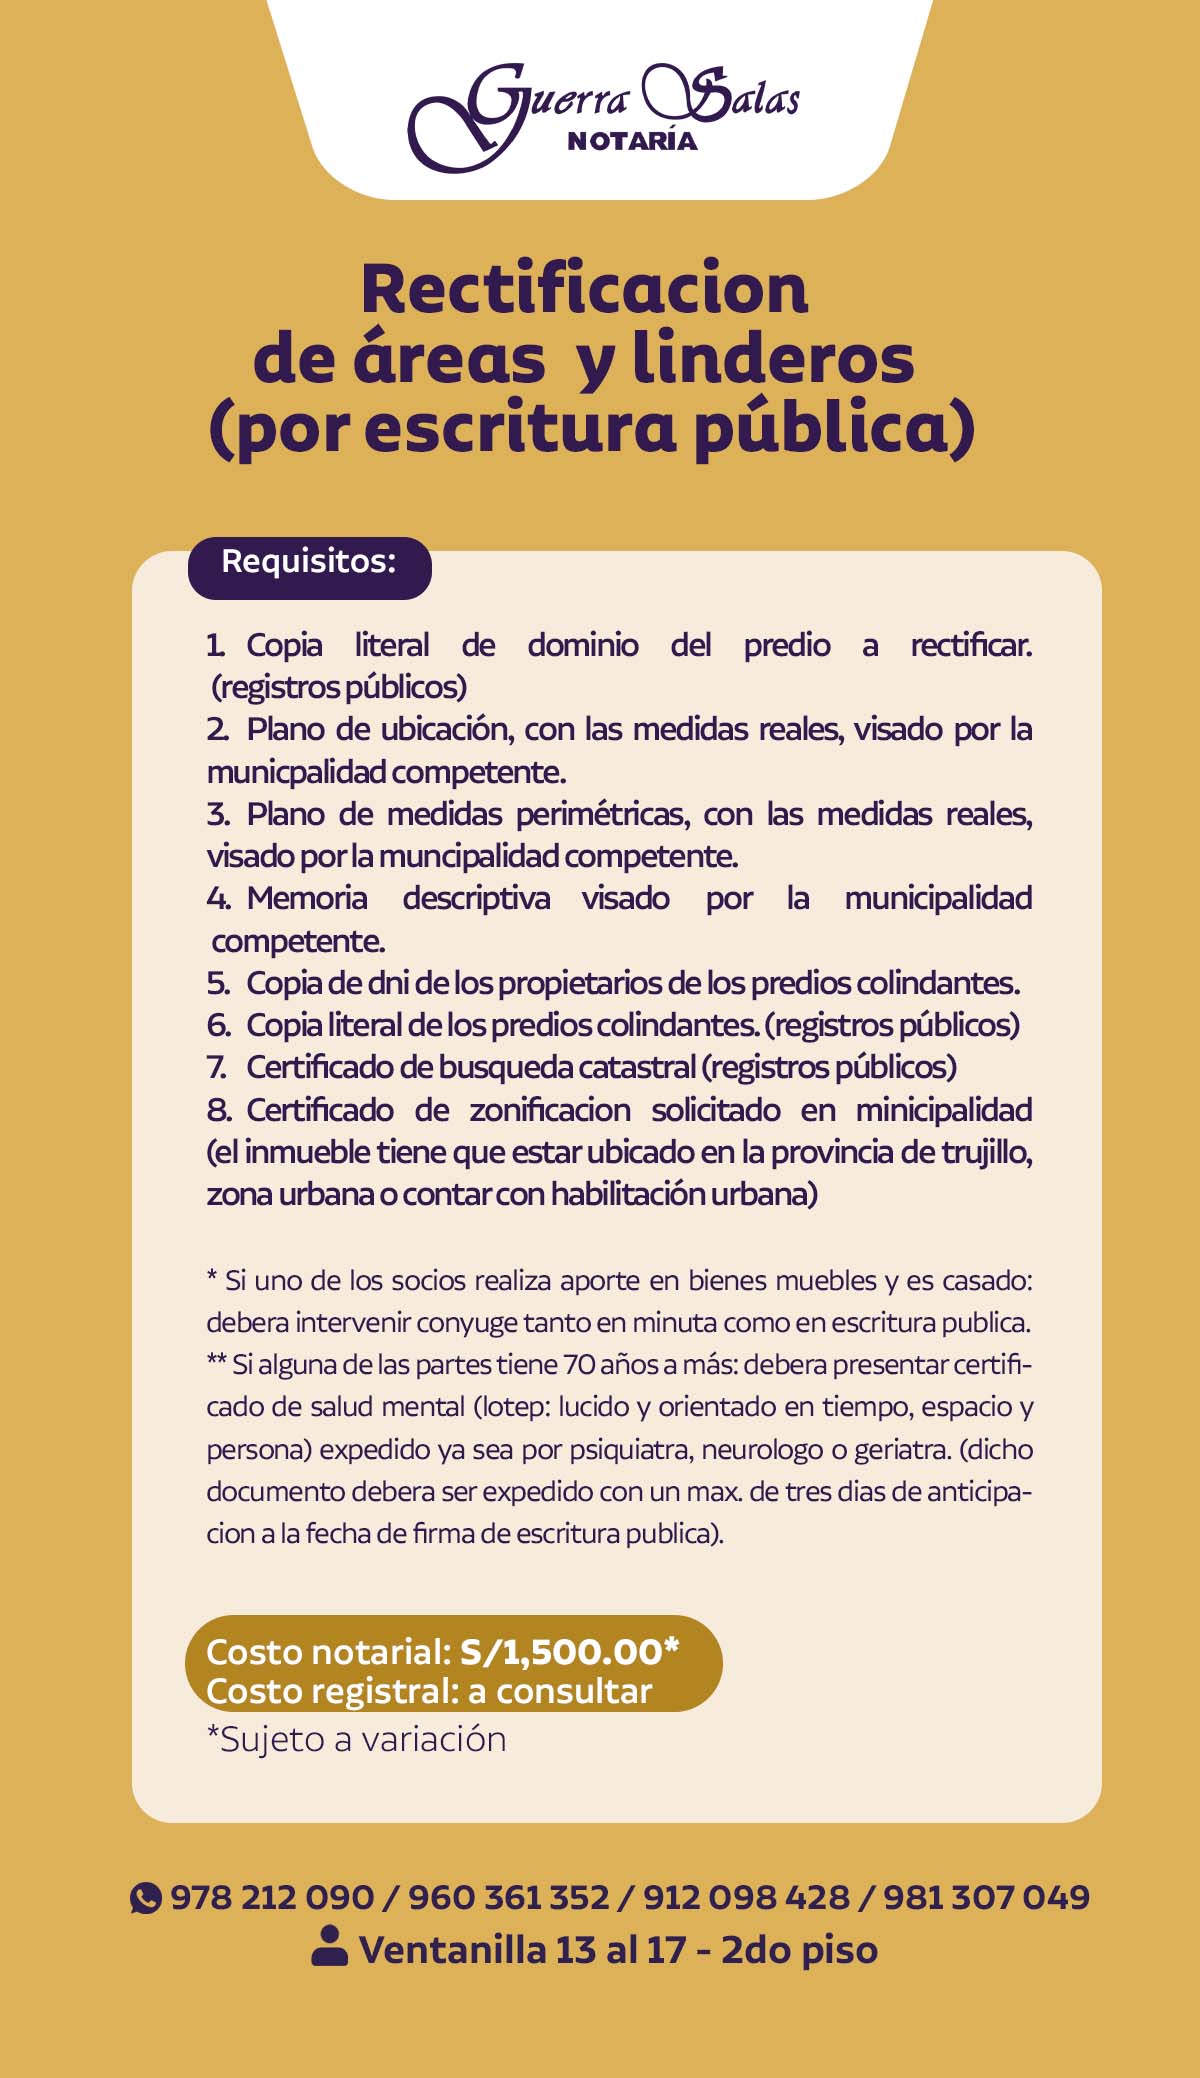 Guerra Salas
NOTARÍA
Rectificacion
de áreas y linderos
(por escritura pública)
Requisitos:
1. Copia literal de dominio del predio a rectificar.
(registros públicos)
2. Plano de ubicación, con las medidas reales, visado por la
municpalidad competente.
3. Plano de medidas perimétricas, con las medidas reales,
visado por la muncipalidad competente.
4. Memoria descriptiva visado por la municipalidad
competente.
5. Copia de dni de los propietarios de los predios colindantes.
6. Copia literal de los predios colindantes. (registros públicos)
7. Certificado de busqueda catastral (registros públicos)
8. Certificado de zonificacion solicitado en minicipalidad
(el inmueble tiene que estar ubicado en la provincia de trujillo,
zona urbana o contar con habilitación urbana)
* Si uno de los socios realiza aporte en bienes muebles y es casado:
debera intervenir conyuge tanto en minuta como en escritura publica.
** Si alguna de las partes tiene 70 años a más: debera presentar certifi-
cado de salud mental (lotep: lucido y orientado en tiempo, espacio y
persona) expedido ya sea por psiquiatra, neurologo o geriatra. (dicho
documento debera ser expedido con un max. de tres dias de anticipa-
cion a la fecha de firma de escritura publica).
Costo notarial: S/1,500.00*
Costo registral: a consultar
*Sujeto a variación
978 212 090 / 960 361 352 / 912 098 428 / 981 307 049
Ventanilla 13 al 17 - 2do piso